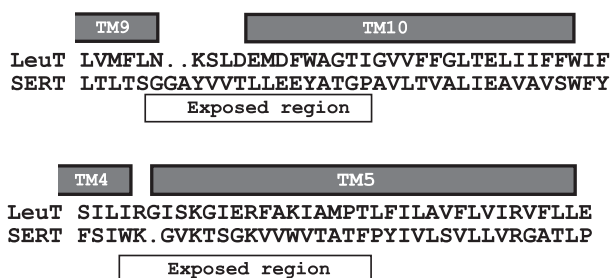 TM9 TM10
LeuT LVMFLN..KSLDEMDFWAGTIGVVFFGLTELIIFFWIF
SERT LTLTSGGAYVVTLLEEYATGPAVLTVALIEAVAVSWFY
Exposed region
TM4 TM5
LeuT SILIRGISKGIERFAKIAMPTLFILAVFLVIRVFLLE
SERT FSIWK.GVKTSGKVVWVTATFPYIVLSVLLVRGATLP
Exposed region